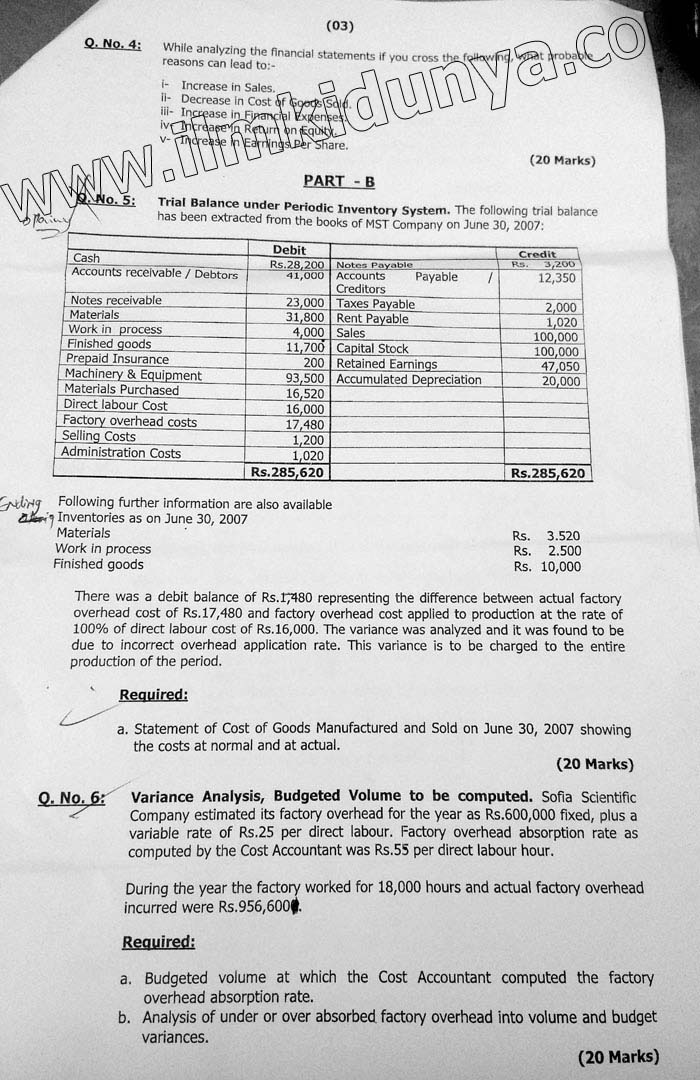 (03)
Q. No. 4: While analyzing the financial statements if you cross the following, what probable
reasons can lead to:-
i- Increase in Sales.
ii- Decrease in Cost of Goods Sold.
iii- Increase in Financial Expenses.
iv- Increase in Return on Equity.
v- Increase in Earnings Per Share.
(20 Marks)
www.ilmkidunya.co
PART - B
Q. No. 5: Trial Balance under Periodic Inventory System. The following trial balance
has been extracted from the books of MST Company on June 30, 2007:
Debit Credit
Cash Rs.28,200 Notes Payable Rs. 3,200
Accounts receivable / Debtors 41,000 Accounts Payable / 12,350
Creditors
Notes receivable 23,000 Taxes Payable 2,000
Materials 31,800 Rent Payable 1,020
Work in process 4,000 Sales 100,000
Finished goods 11,700 Capital Stock 100,000
Prepaid Insurance 200 Retained Earnings 47,050
Machinery & Equipment 93,500 Accumulated Depreciation 20,000
Materials Purchased 16,520
Direct labour Cost 16,000
Factory overhead costs 17,480
Selling Costs 1,200
Administration Costs 1,020
Rs.285,620 Rs.285,620
Ending
Following further information are also available
Inventories as on June 30, 2007
Materials Rs. 3.520
Work in process Rs. 2.500
Finished goods Rs. 10,000
There was a debit balance of Rs.1,480 representing the difference between actual factory
overhead cost of Rs.17,480 and factory overhead cost applied to production at the rate of
100% of direct labour cost of Rs.16,000. The variance was analyzed and it was found to be
due to incorrect overhead application rate. This variance is to be charged to the entire
production of the period.
Required:
a. Statement of Cost of Goods Manufactured and Sold on June 30, 2007 showing
the costs at normal and at actual.
(20 Marks)
Q. No. 6: Variance Analysis, Budgeted Volume to be computed. Sofia Scientific
Company estimated its factory overhead for the year as Rs.600,000 fixed, plus a
variable rate of Rs.25 per direct labour. Factory overhead absorption rate as
computed by the Cost Accountant was Rs.55 per direct labour hour.
During the year the factory worked for 18,000 hours and actual factory overhead
incurred were Rs.956,600.
Required:
a. Budgeted volume at which the Cost Accountant computed the factory
overhead absorption rate.
b. Analysis of under or over absorbed factory overhead into volume and budget
variances.
(20 Marks)